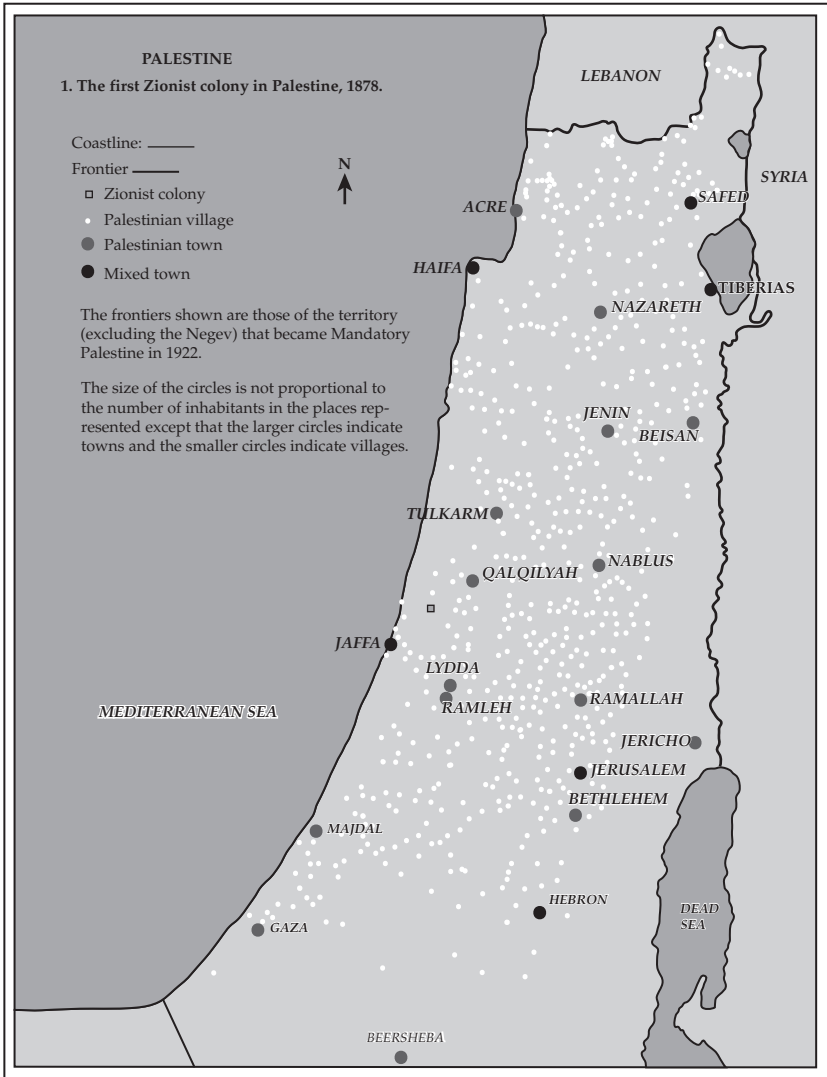 PALESTINE
1. The first Zionist colony in Palestine, 1878.
Coastline:
Frontier
Zionist colony
Palestinian village
Palestinian town
Mixed town
N
The frontiers shown are those of the territory
(excluding the Negev) that became Mandatory
Palestine in 1922.
The size of the circles is not proportional to
the number of inhabitants in the places rep-
resented except that the larger circles indicate
towns and the smaller circles indicate villages.
LEBANON
SYRIA
SAFED
ACRE
HAIFA
TIBERIAS
NAZARETH
JENIN
BEISAN
TULKARM
NABLUS
QALQILYAH
JAFFA
LYDDA
RAMLEH
RAMALLAH
MEDITERRANEAN SEA
JERICHO
JERUSALEM
BETHLEHEM
MAJDAL
HEBRON
DEAD
SEA
GAZA
BEERSHEBA